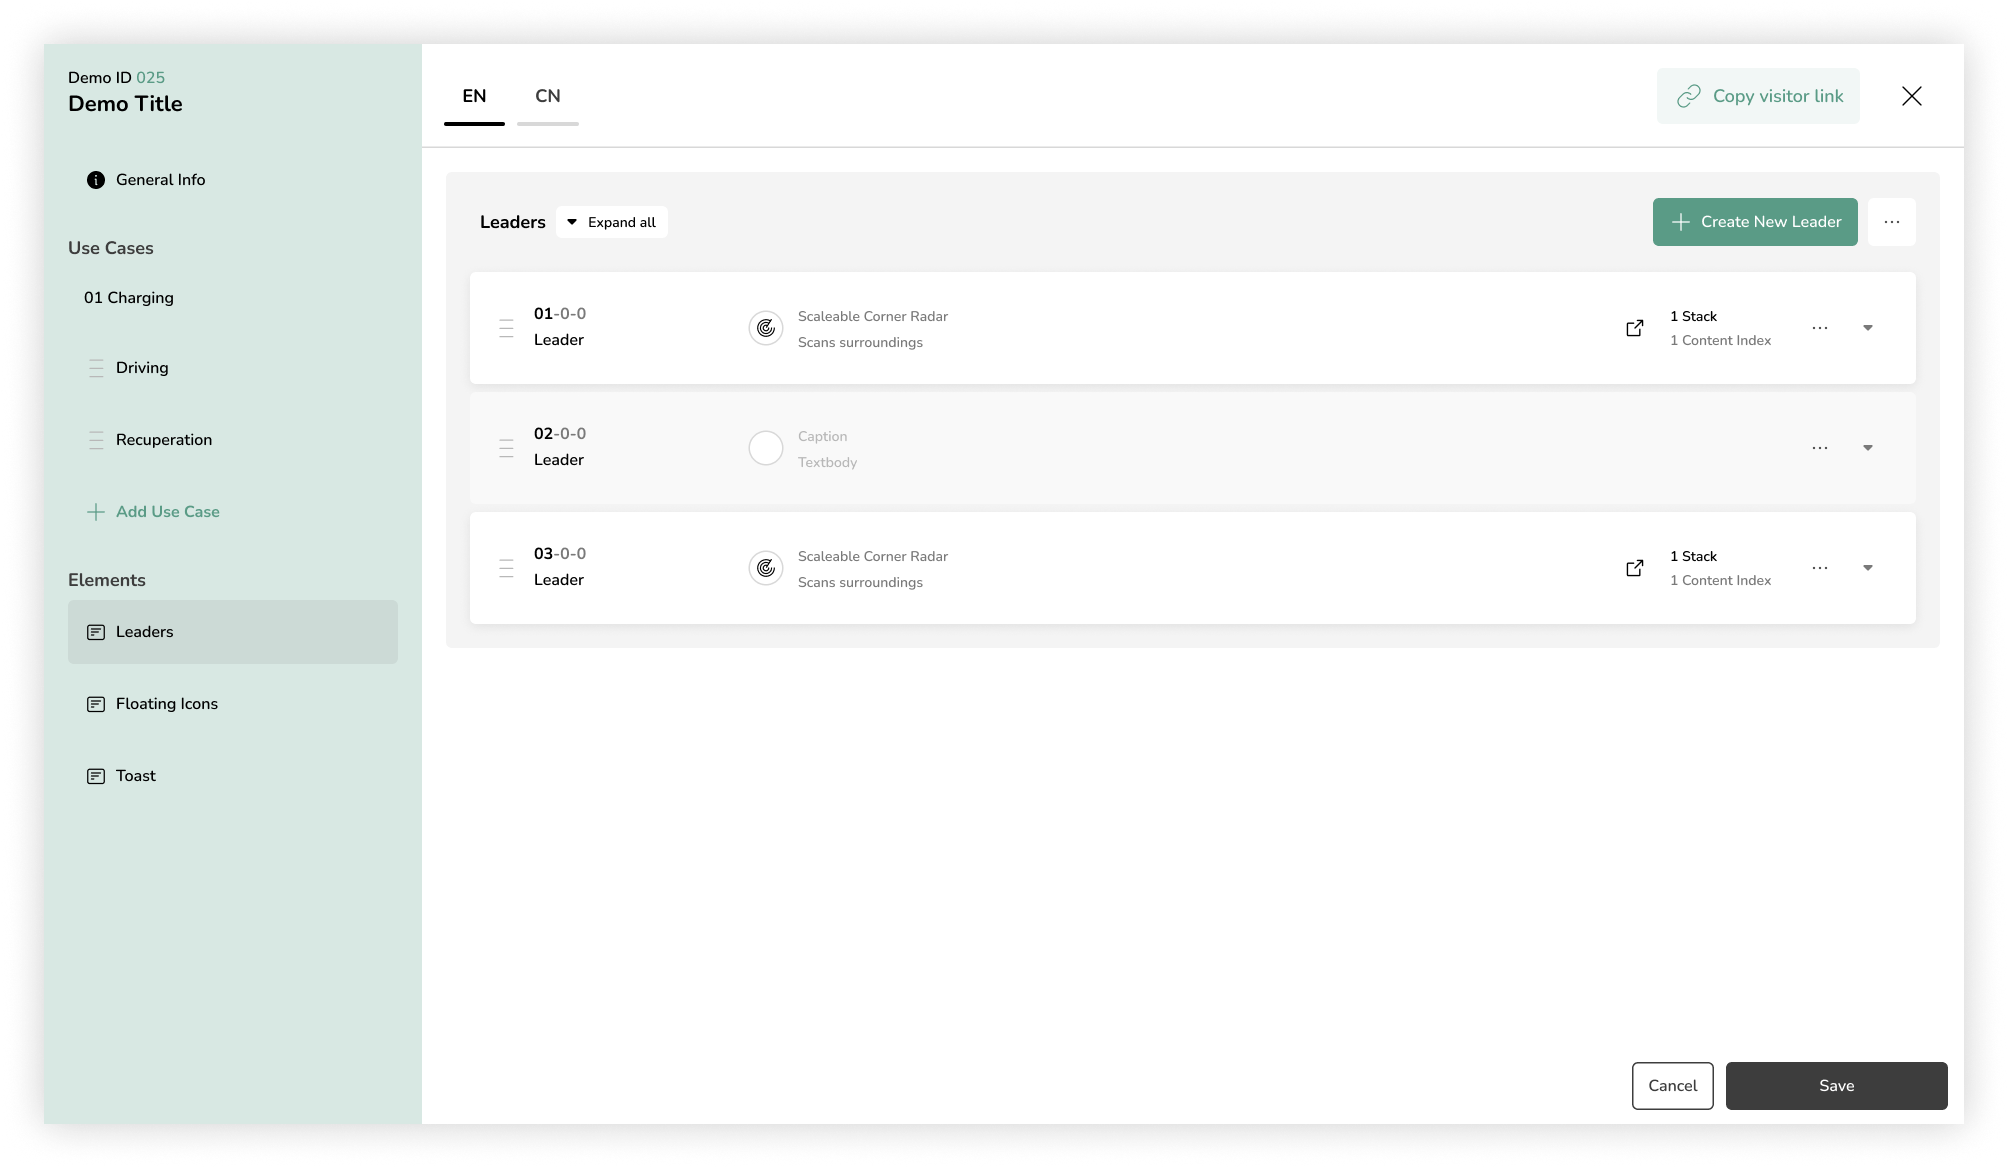 Demo ID 025
Demo Title
General Info
Use Cases
01 Charging
Driving
Recuperation
Add Use Case
Elements
Leaders
Floating Icons
Toast
EN
CN
Copy visitor link
Leaders
Expand all
Create New Leader
01-0-0
Leader
Scaleable Corner Radar
Scans surroundings
1 Stack
1 Content Index
02-0-0
Leader
Caption
Textbody
03-0-0
Leader
Scaleable Corner Radar
Scans surroundings
1 Stack
1 Content Index
Cancel
Save